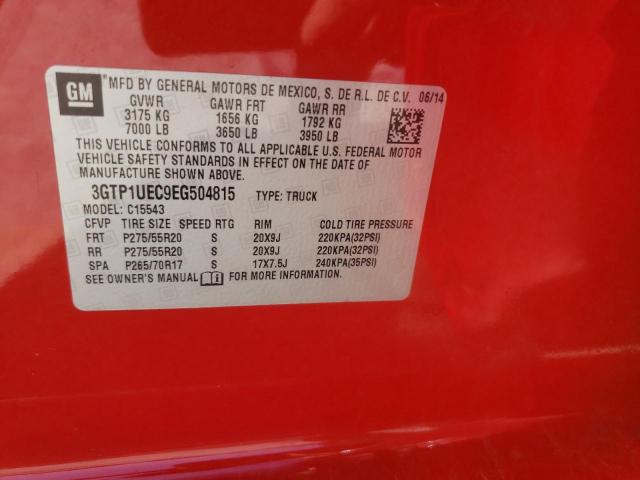 GM
MFD BY GENERAL MOTORS DE MEXICO, S. DE R.L. DE C.V. 06/14
GVWR GAWR FRT GAWR RR
3175 KG 1656 KG 1792 KG
7000 LB 3650 LB 3950 LB
THIS VEHICLE CONFORMS TO ALL APPLICABLE U.S. FEDERAL MOTOR
VEHICLE SAFETY STANDARDS IN EFFECT ON THE DATE OF
MANUFACTURE SHOWN ABOVE.
3GTP1UEC9EG504815 TYPE: TRUCK
MODEL: C15543
CFVP TIRE SIZE SPEED RTG RIM COLD TIRE PRESSURE
FRT P275/55R20 S 20X9J 220KPA(32PSI)
RR P275/55R20 S 20X9J 220KPA(32PSI)
SPA P265/70R17 S 17X7.5J 240KPA(35PSI)
SEE OWNER'S MANUAL FOR MORE INFORMATION.